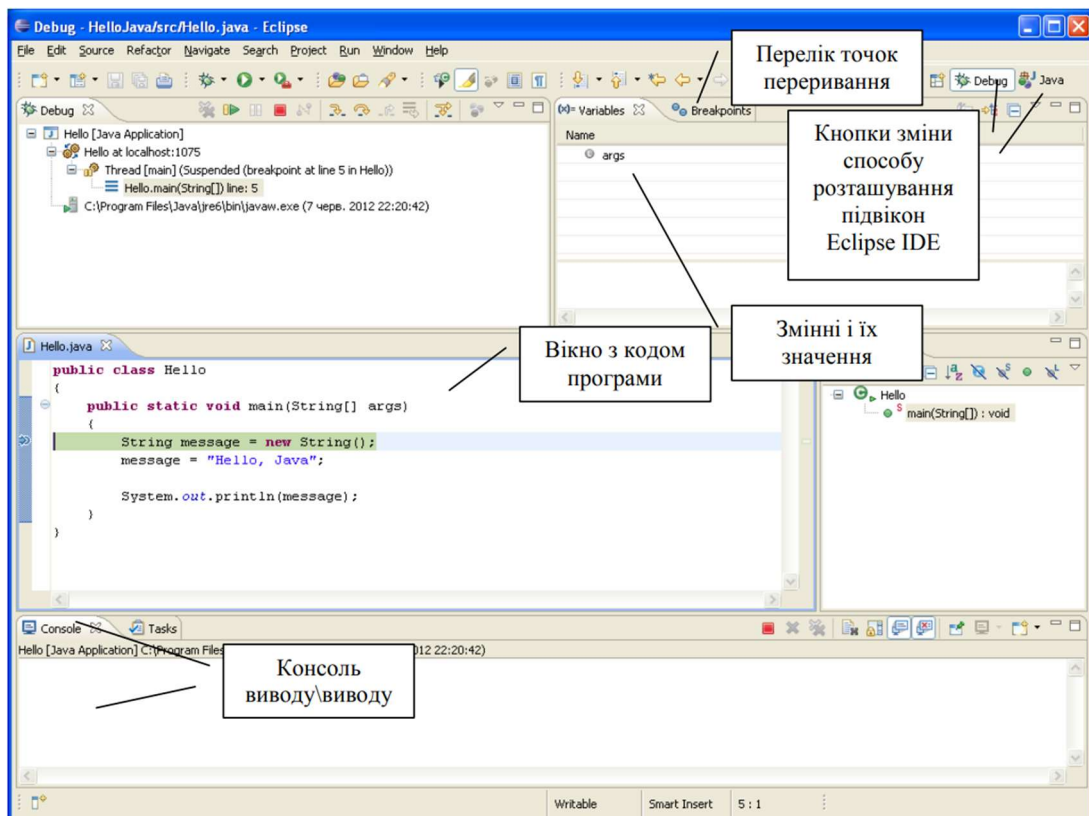 Debug - HelloJava/src/Hello.java - Eclipse
File Edit Source Refactor Navigate Search Project Run Window Help
Перелік точок
переривання
Debug Java
Debug
(x)= Variables Breakpoints
Hello [Java Application]
Hello at localhost:1075
Thread [main] (Suspended (breakpoint at line 5 in Hello))
Hello.main(String[]) line: 5
C:\Program Files\Java\jre6\bin\javaw.exe (7 черв. 2012 22:20:42)
Name
args
Кнопки зміни
способу
розташування
підвікон
Eclipse IDE
Змінні і їх
значення
Вікно з кодом
програми
Hello.java
public class Hello
{
public static void main(String[] args)
{
String message = new String();
message = "Hello, Java";
System.out.println(message);
}
}
Hello
main(String[]) : void
Console Tasks
Hello [Java Application] C:\Program Files 012 22:20:42)
Консоль
виводу\виводу
Writable Smart Insert 5 : 1